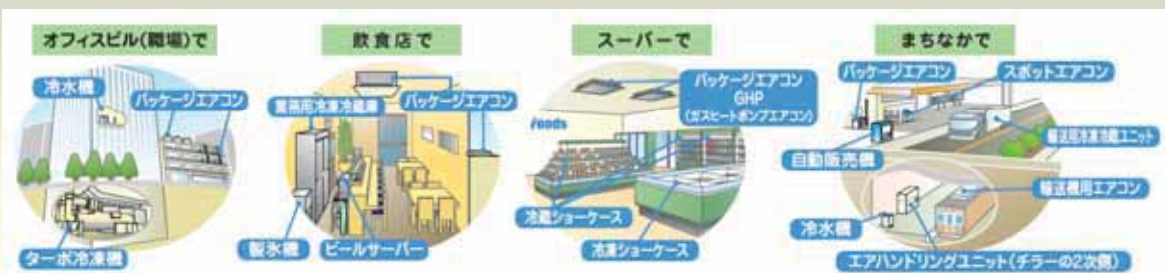 オフィスビル(職場)で
冷水機
パッケージエアコン
ターボ冷凍機
飲食店で
業務用冷凍冷蔵庫
パッケージエアコン
製氷機
ビールサーバー
スーパーで
パッケージエアコン
GHP
(ガスヒートポンプエアコン)
Foods
冷蔵ショーケース
冷凍ショーケース
まちなかで
パッケージエアコン
スポットエアコン
自動販売機
輸送用冷凍冷蔵ユニット
輸送機用エアコン
冷水機
エアハンドリングユニット(チラーの2次側)